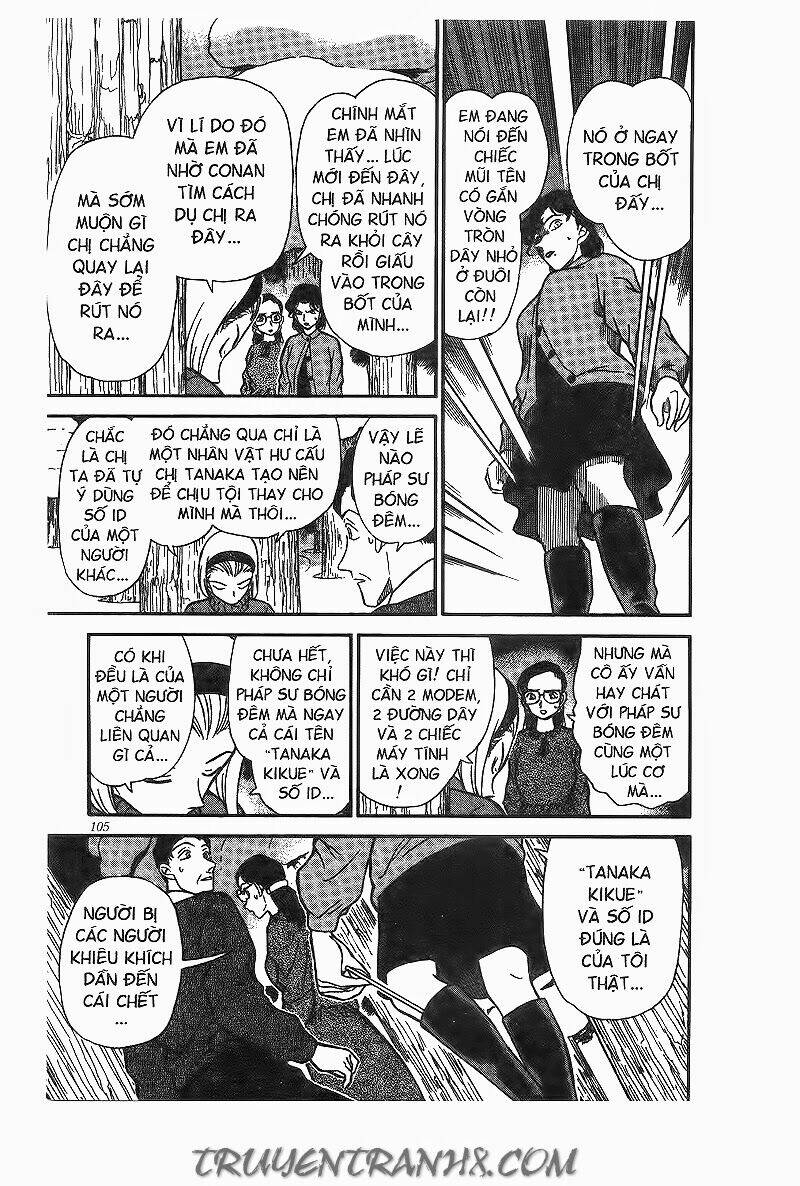 NÓ Ở NGAY
TRONG BỐT
CỦA CHỊ
ĐẤY...
EM ĐANG
NÓI ĐẾN
CHIẾC
MŨI TÊN
CÓ GẮN
VÒNG
TRÒN
DÂY NHỎ
Ở ĐUÔI
CÒN
LẠI!!
CHÍNH MẮT
EM ĐÃ NHÌN
THẤY... LÚC
MỚI ĐẾN ĐÂY,
CHỊ ĐÃ NHANH
CHÓNG RÚT NÓ
RA KHỎI CÂY
RỒI GIẤU
VÀO TRONG
BỐT CỦA
MÌNH...
VÌ LÍ DO ĐÓ
MÀ EM ĐÃ
NHỜ CONAN
TÌM CÁCH
DỤ CHỊ RA
ĐÂY...
MÀ SỚM
MUỘN GÌ
CHỊ CHẲNG
QUAY LẠI
ĐÂY ĐỂ
RÚT NÓ
RA...
VẬY LẼ
NÀO
PHÁP SƯ
BÓNG
ĐÊM...
ĐÓ CHẲNG QUA CHỈ LÀ
MỘT NHÂN VẬT HƯ CẤU
CHỊ TANAKA TẠO NÊN
ĐỂ CHỊU TỘI THAY CHO
MÌNH MÀ THÔI...
CHẮC
LÀ CHỊ
TA ĐÃ TỰ
Ý DÙNG
SỐ ID
CỦA MỘT
NGƯỜI
KHÁC...
NHƯNG MÀ
CÔ ẤY VẪN
HAY CHÁT
VỚI PHÁP SƯ
BÓNG ĐÊM
CÙNG MỘT
LÚC CƠ
MÀ...
VIỆC NÀY THÌ
KHÓ GÌ! CHỈ
CẦN 2 MODEM,
2 ĐƯỜNG DÂY
VÀ 2 CHIẾC
MÁY TÍNH
LÀ XONG
!
CHƯA HẾT,
KHÔNG CHỈ
PHÁP SƯ BÓNG
ĐÊM MÀ NGAY
CẢ CÁI TÊN
"TANAKA
KIKUE" VÀ
SỐ ID...
CÓ KHI
ĐỀU LÀ CỦA
MỘT NGƯỜI
CHẲNG
LIÊN QUAN
GÌ CẢ...
105
"TANAKA
KIKUE"
VÀ SỐ ID
ĐÚNG LÀ
CỦA TÔI
THẬT...
NGƯỜI BỊ
CÁC NGƯỜI
KHIÊU KHÍCH
DẪN ĐẾN
CÁI CHẾT
...
TRUYENTRANH8.COM